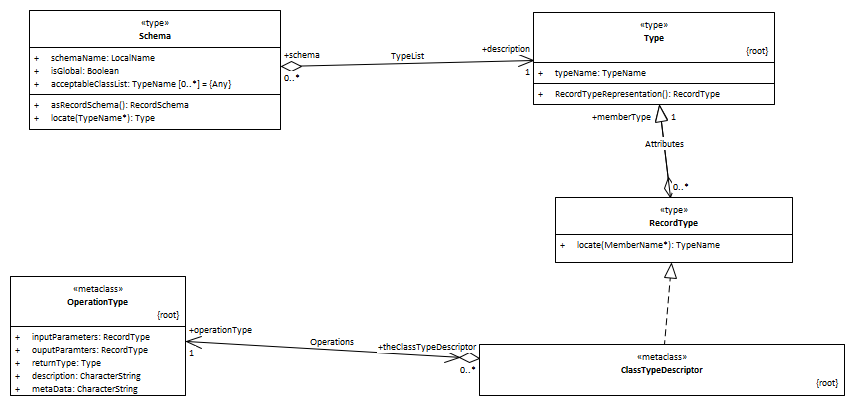 «type»
Schema
+ schemaName: LocalName
+ isGlobal: Boolean
+ acceptableClassList: TypeName [0..*] = {Any}
+ asRecordSchema(): RecordSchema
+ locate(TypeName*): Type
+schema
0..*
TypeList
+description
1
«type»
Type
{root}
+ typeName: TypeName
+ RecordTypeRepresentation(): RecordType
+memberType
1
Attributes
0..*
«type»
RecordType
+ locate(MemberName*): TypeName
«metaclass»
OperationType
{root}
+ inputParameters: RecordType
+ ouputParamters: RecordType
+ returnType: Type
+ description: CharacterString
+ metaData: CharacterString
+operationType
1
Operations
+theClassTypeDescriptor
0..*
«metaclass»
ClassTypeDescriptor
{root}